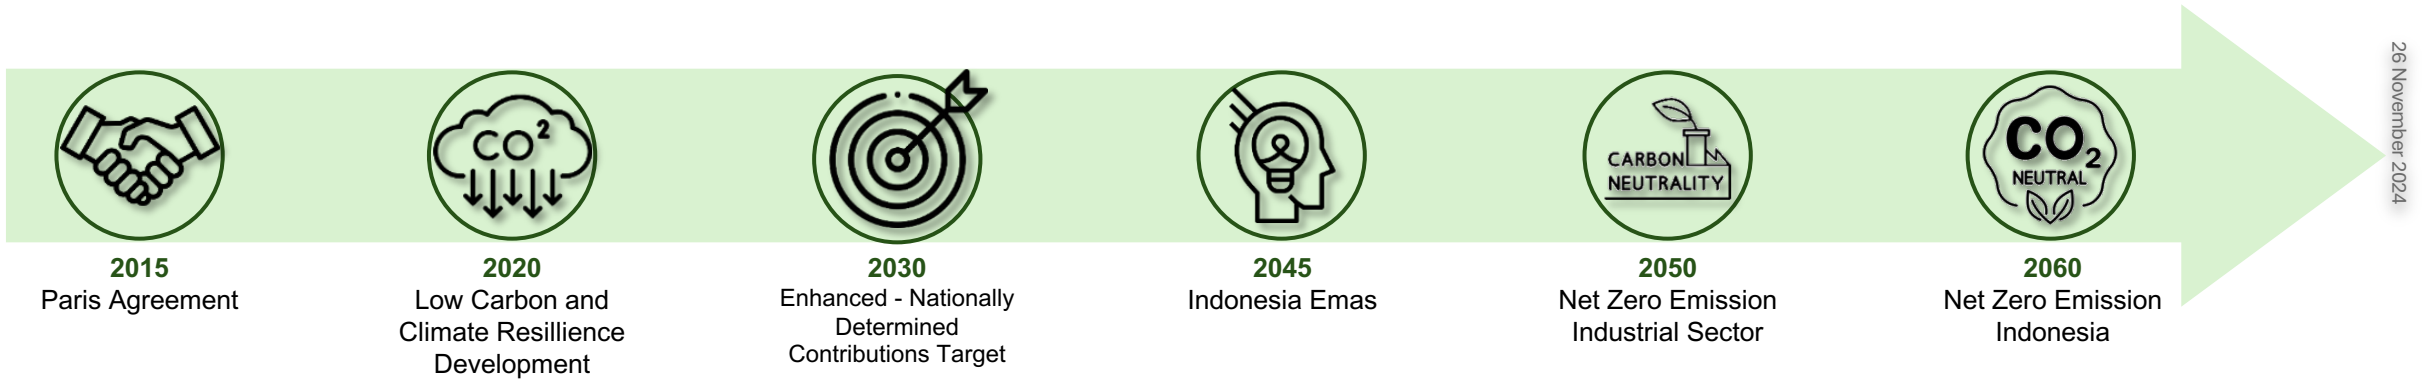 CO²
CARBON
NEUTRALITY
CO₂
NEUTRAL
26 November 2024
2015
Paris Agreement
2020
Low Carbon and
Climate Resillience
Development
2030
Enhanced - Nationally
Determined
Contributions Target
2045
Indonesia Emas
2050
Net Zero Emission
Industrial Sector
2060
Net Zero Emission
Indonesia